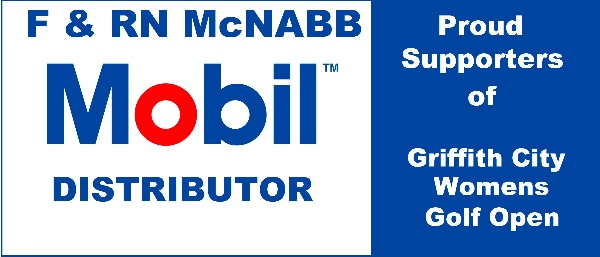 F & RN McNABB
Mobil™
DISTRIBUTOR
Proud
Supporters
of
Griffith City
Womens
Golf Open